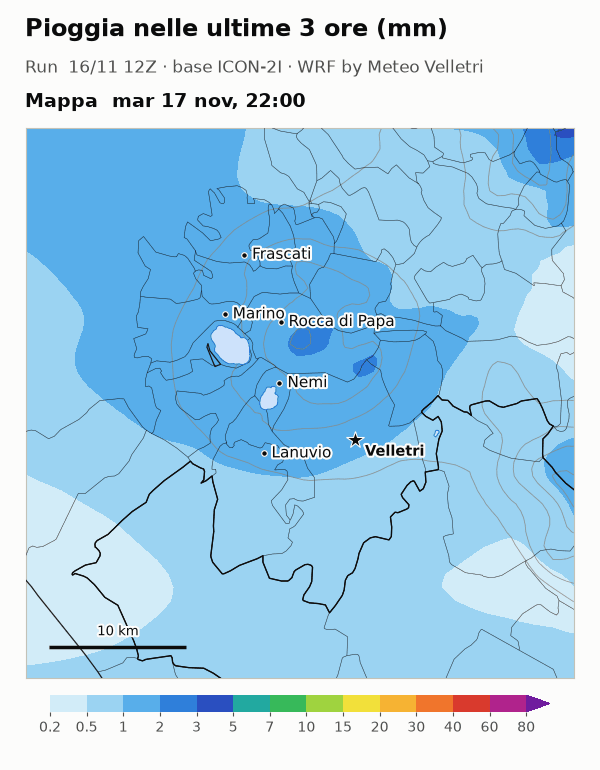 Pioggia nelle ultime 3 ore (mm)
Run  16/11 12Z · base ICON-2I · WRF by Meteo Velletri
Mappa  mar 17 nov, 22:00
Frascati
Marino
Rocca di Papa
Nemi
Velletri
Lanuvio
10 km
0.2 0.5 1 2 3 5 7 10 15 20 30 40 60 80